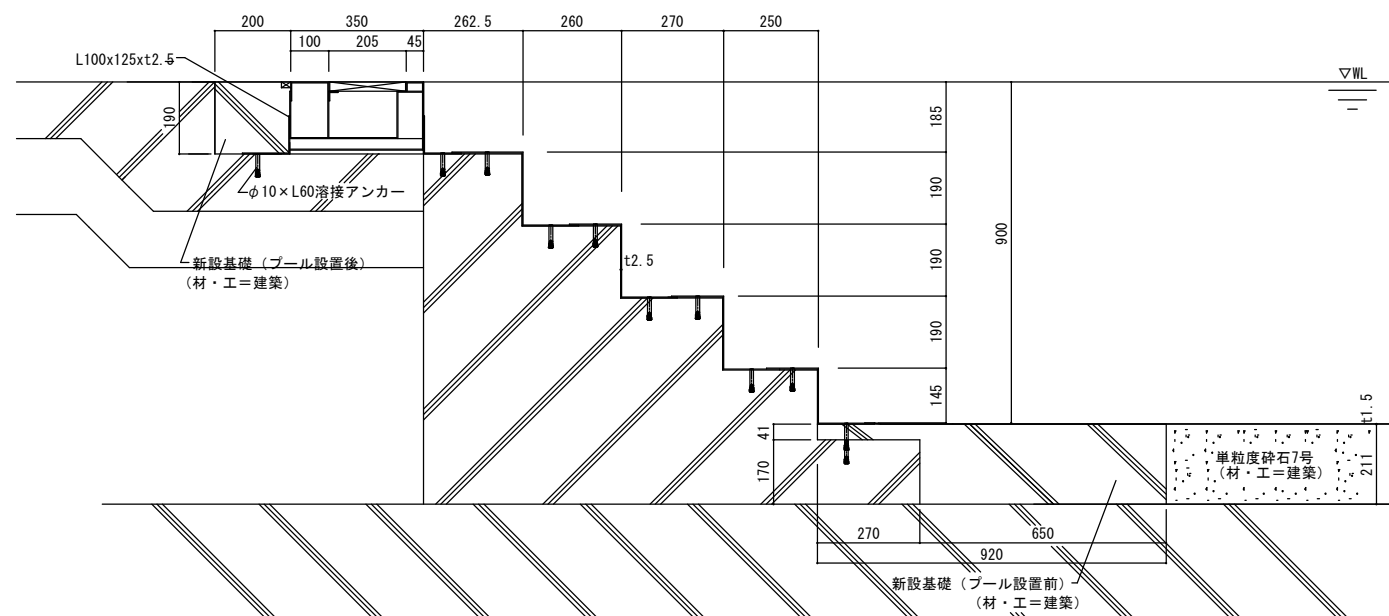 200
350
262.5
260
270
250
100
205
45
L100x125xt2.5
▽WL
190
185
φ10×L60溶接アンカー
190
900
新設基礎（プール設置後）
（材・工＝建築）
t2.5
190
190
145
t1.5
41
170
単粒度砕石7号
（材・工＝建築）
211
270
650
920
新設基礎（プール設置前）
（材・工＝建築）